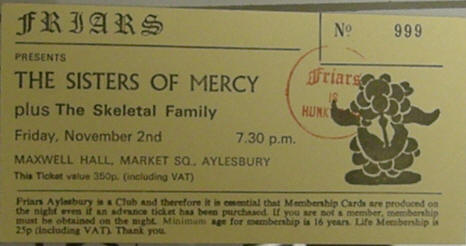 FRIARS
Nº 999
PRESENTS
THE SISTERS OF MERCY
plus The Skeletal Family
Friday, November 2nd 7.30 p.m.
MAXWELL HALL, MARKET SQ., AYLESBURY
This Ticket value 350p. (including VAT)
Friars
HUNK
Friars Aylesbury is a Club and therefore it is essential that Membership Cards are produced on
the night even if an advance ticket has been purchased. If you are not a member, membership
must be obtained on the night. Minimum age for membership is 16 years. Life Membership is
25p (including VAT). Thank you.